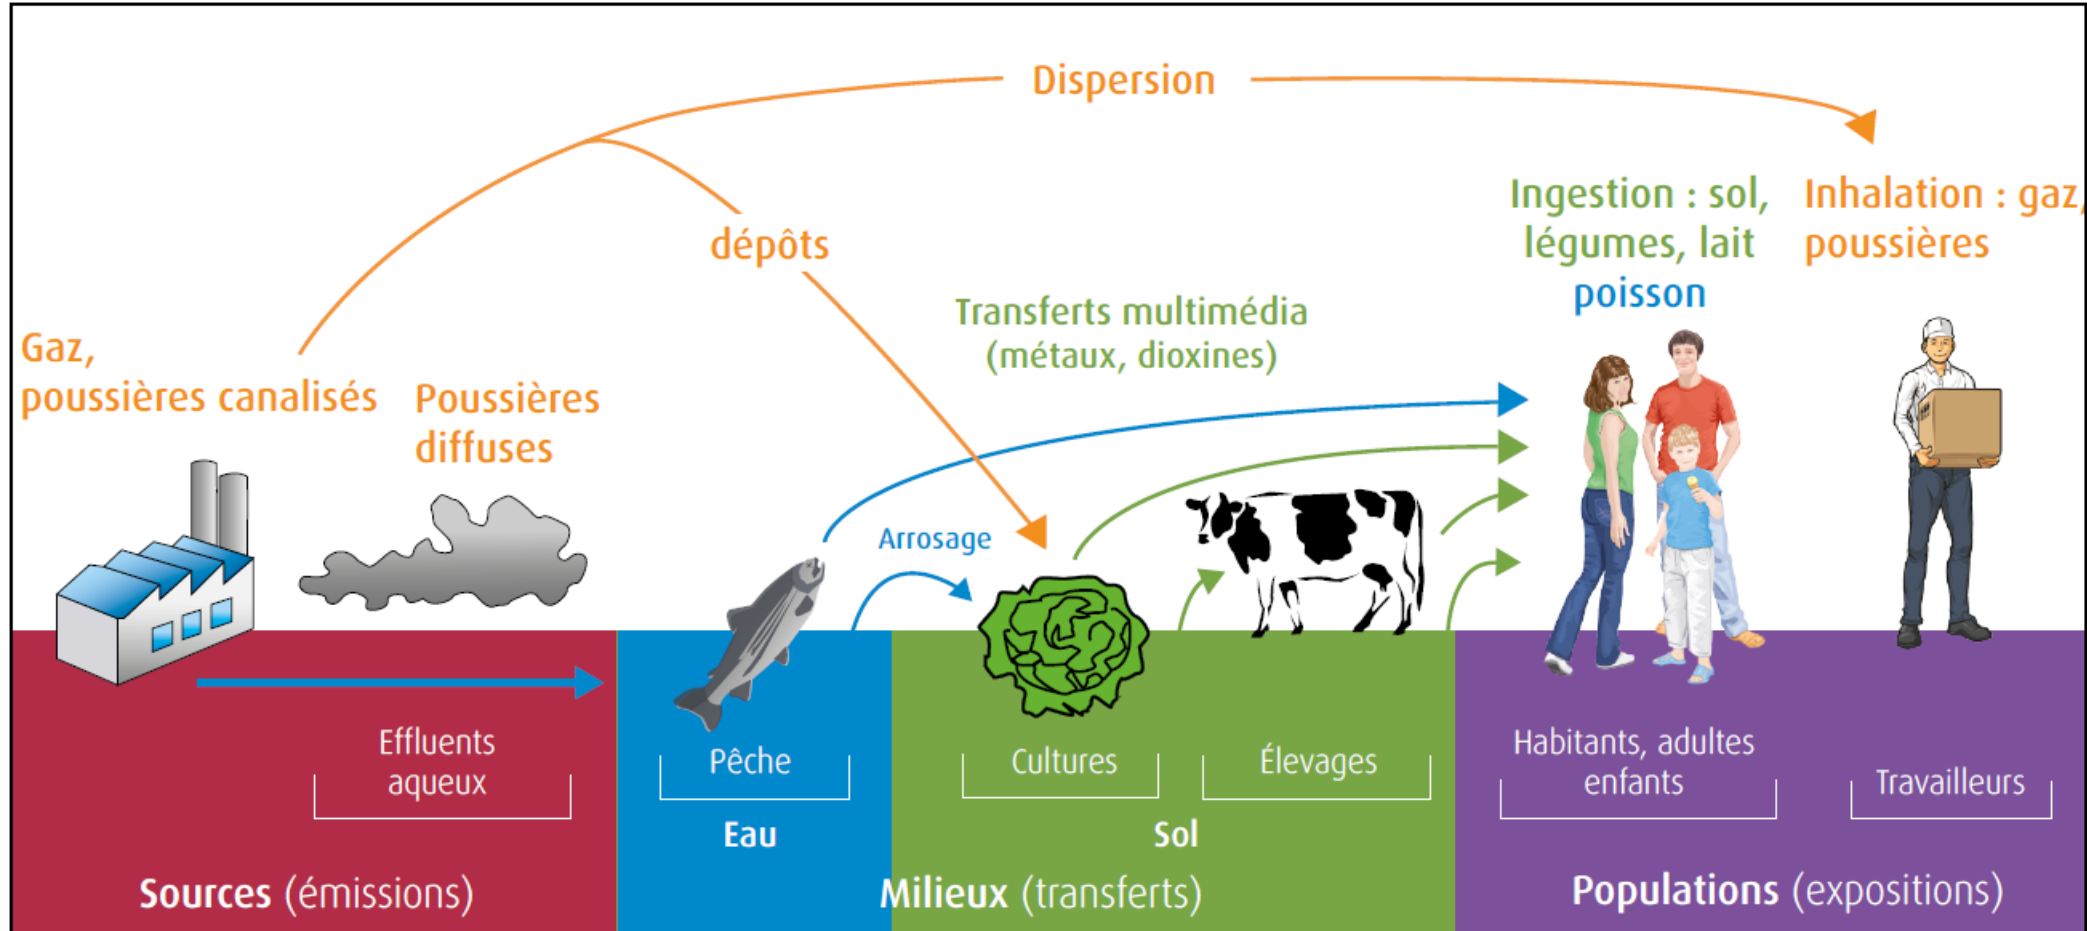 Dispersion
dépôts
Ingestion : sol,
légumes, lait
poisson
Inhalation : gaz,
poussières
Transferts multimédia
(métaux, dioxines)
Gaz,
poussières canalisés
Poussières
diffuses
Arrosage
Effluents
aqueux
Pêche
Cultures
Élevages
Habitants, adultes
enfants
Travailleurs
Eau
Sol
Sources (émissions)
Milieux (transferts)
Populations (expositions)